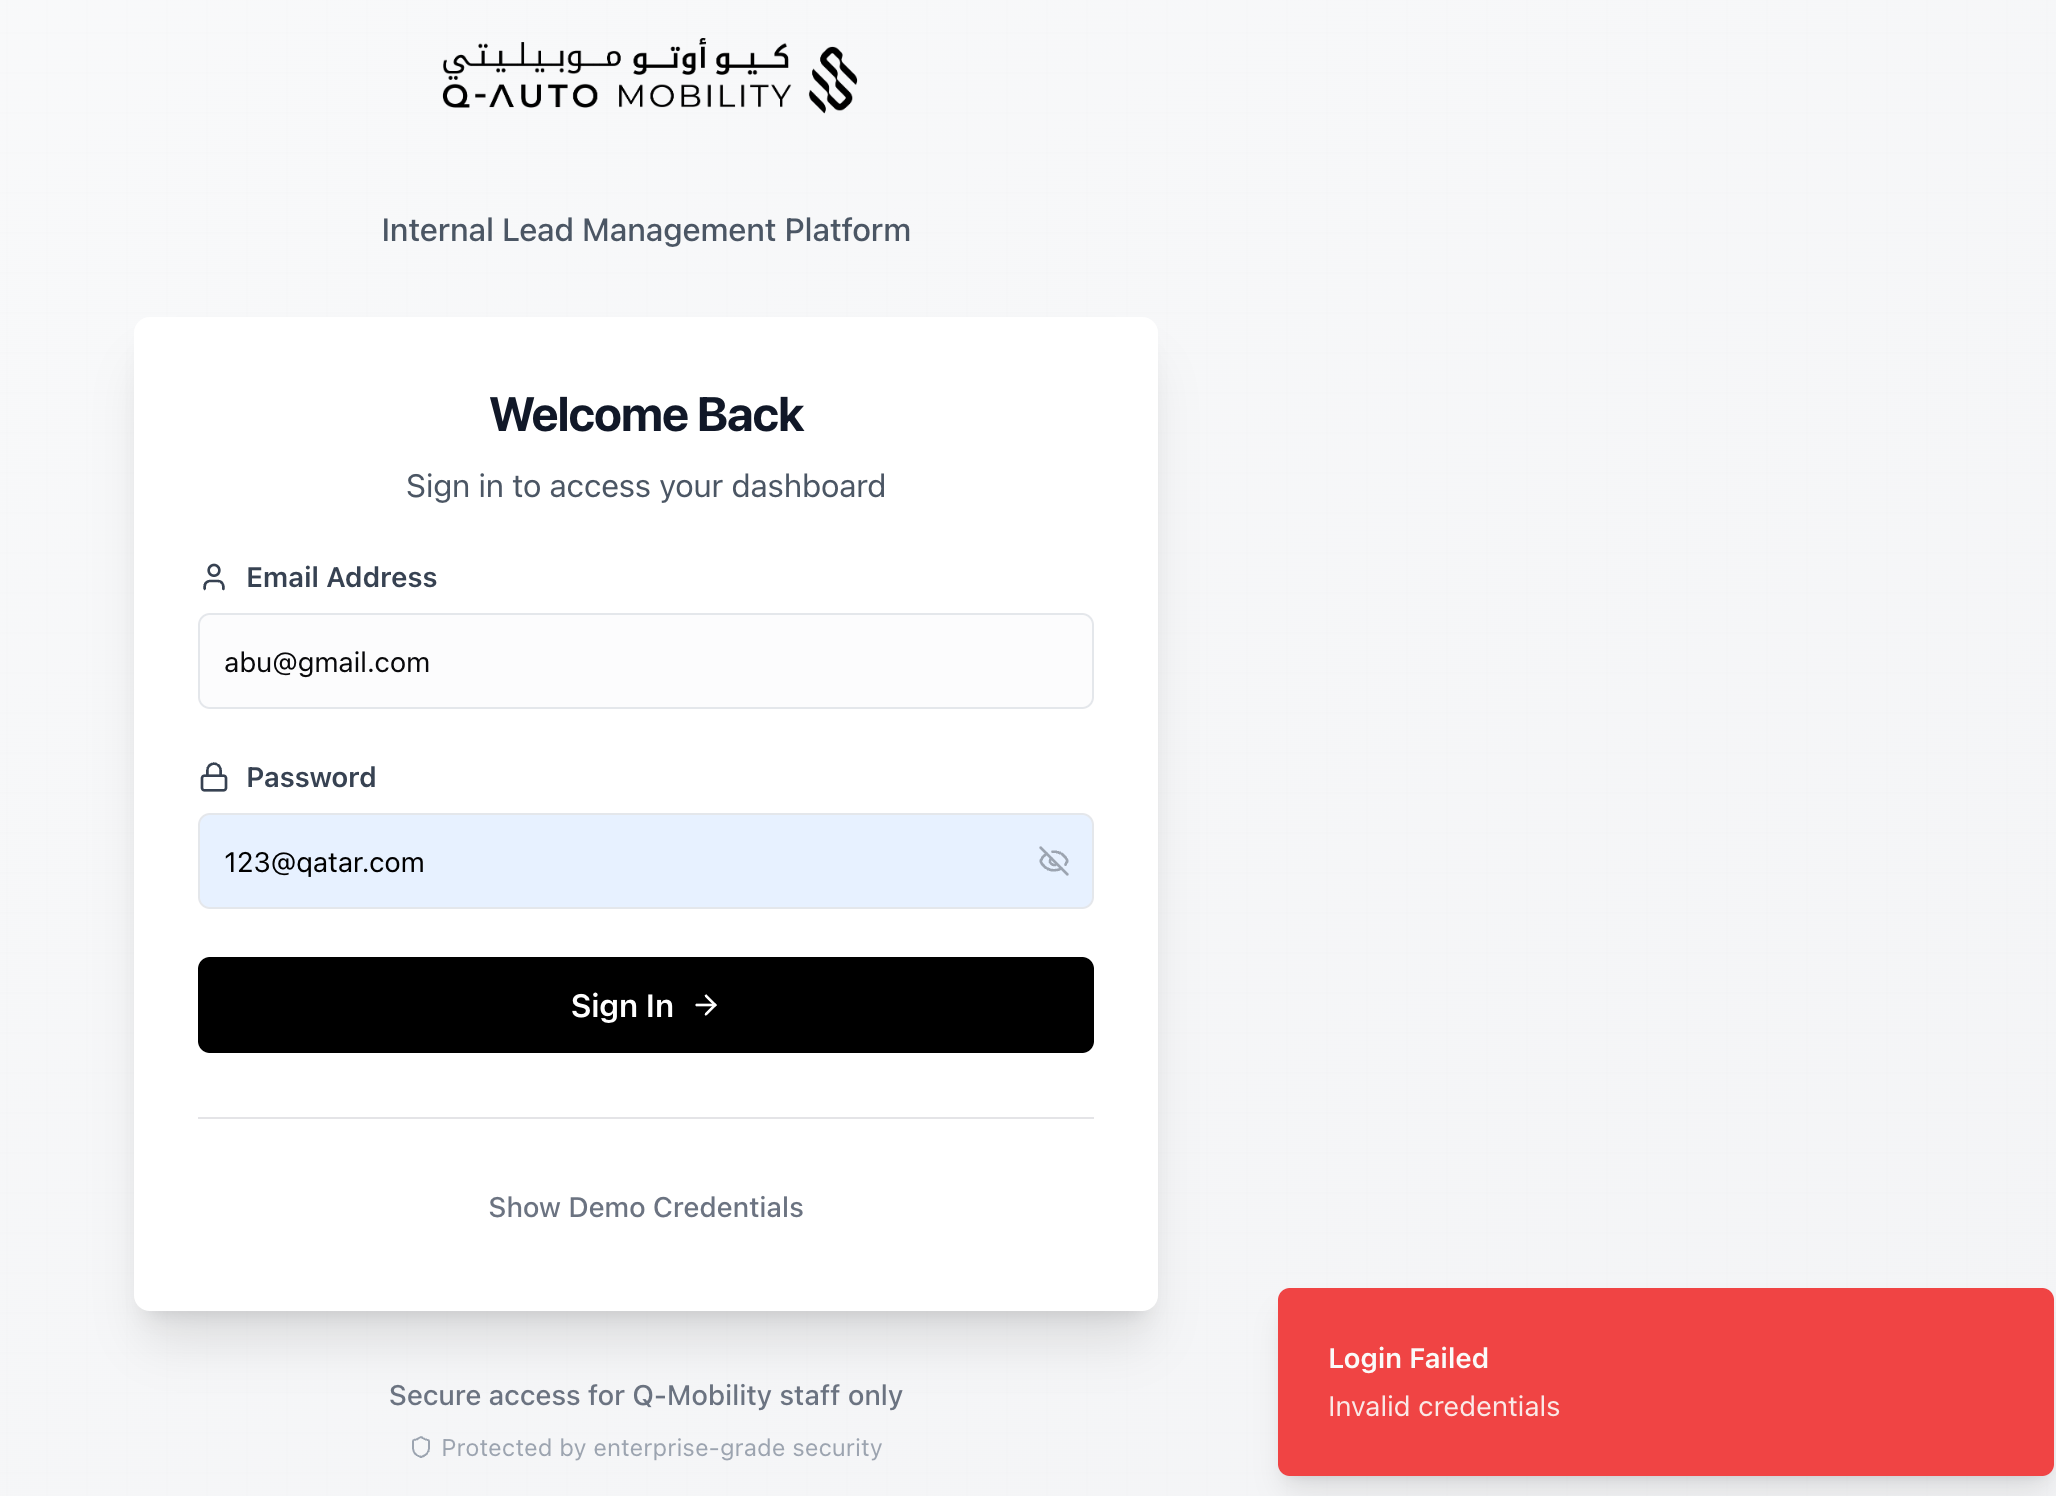 كيو أوتو موبيليتي
Q-AUTO MOBILITY
Internal Lead Management Platform
Welcome Back
Sign in to access your dashboard
Email Address
abu@gmail.com
Password
123@qatar.com
Sign In →
Show Demo Credentials
Secure access for Q-Mobility staff only
Protected by enterprise-grade security
Login Failed
Invalid credentials